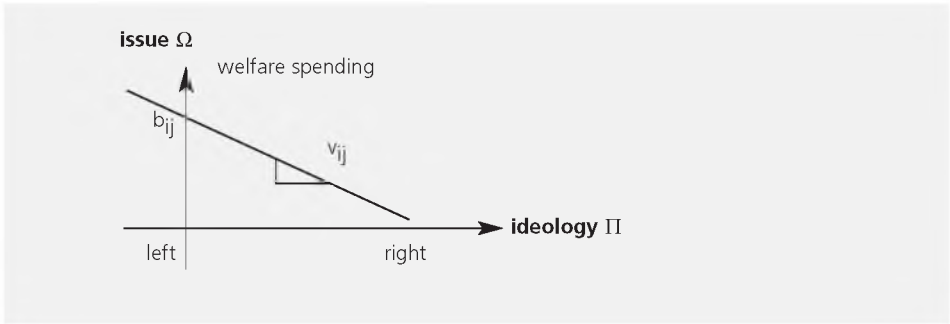 issue Ω
welfare spending
bij
vij
ideology Π
left right